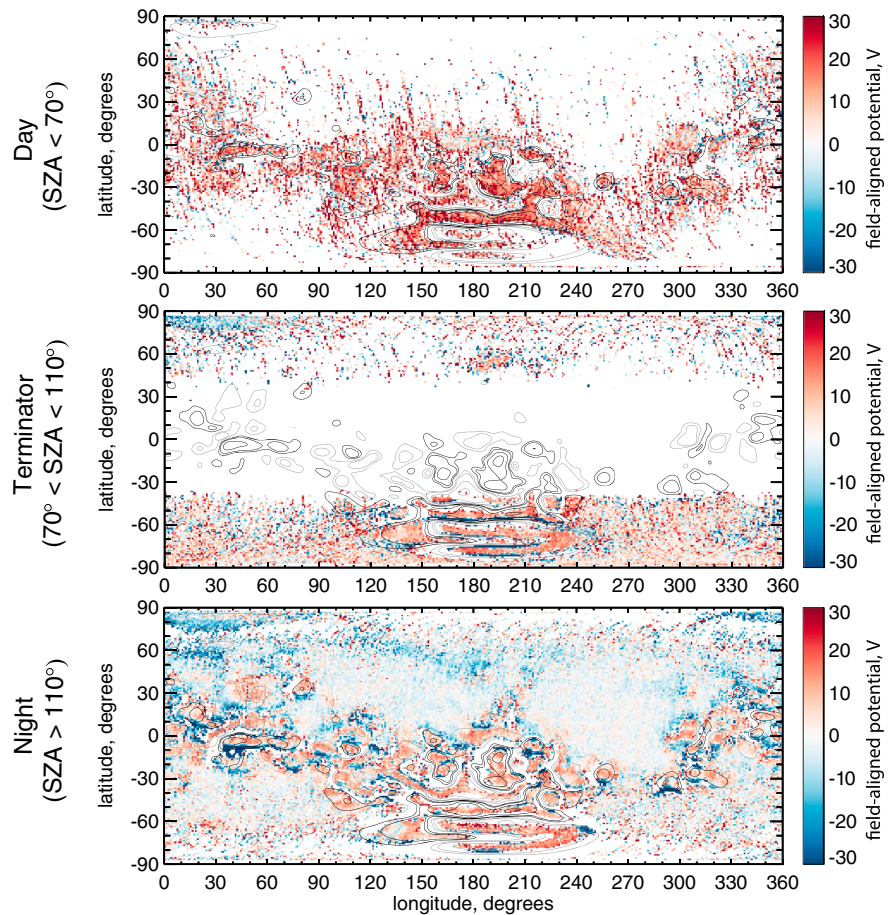 Day
(SZA < 70°)
latitude, degrees
90
60
30
0
-30
-60
-90
0 30 60 90 120 150 180 210 240 270 300 330 360
30
20
10
0
-10
-20
-30
field-aligned potential, V
Terminator
(70° < SZA < 110°)
latitude, degrees
90
60
30
0
-30
-60
-90
0 30 60 90 120 150 180 210 240 270 300 330 360
30
20
10
0
-10
-20
-30
field-aligned potential, V
Night
(SZA > 110°)
latitude, degrees
90
60
30
0
-30
-60
-90
0 30 60 90 120 150 180 210 240 270 300 330 360
longitude, degrees
30
20
10
0
-10
-20
-30
field-aligned potential, V